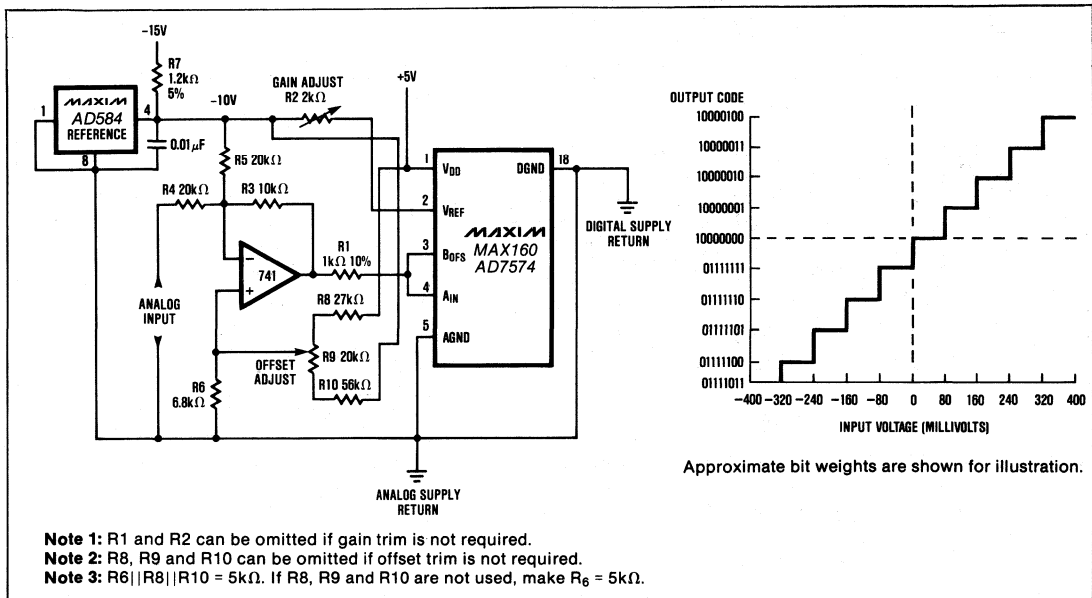 -15V
R7
1.2kΩ
5%
MAXIM
AD584
REFERENCE
1
4
8
0.01µF
-10V
GAIN ADJUST
R2 2kΩ
+5V
R5 20kΩ
R4 20kΩ
R3 10kΩ
R1
1kΩ 10%
741
−
+
ANALOG
INPUT
R8 27kΩ
R9 20kΩ
OFFSET
ADJUST
R10 56kΩ
R6
6.8kΩ
1
VDD
DGND
18
2
VREF
MAXIM
MAX160
AD7574
3
BOFS
4
AIN
5
AGND
DIGITAL SUPPLY
RETURN
ANALOG SUPPLY
RETURN
OUTPUT CODE
10000100
10000011
10000010
10000001
10000000
01111111
01111110
01111101
01111100
01111011
-400 -320 -240 -160 -80 0 80 160 240 320 400
INPUT VOLTAGE (MILLIVOLTS)
Approximate bit weights are shown for illustration.
Note 1: R1 and R2 can be omitted if gain trim is not required.
Note 2: R8, R9 and R10 can be omitted if offset trim is not required.
Note 3: R6||R8||R10 = 5kΩ. If R8, R9 and R10 are not used, make R6 = 5kΩ.